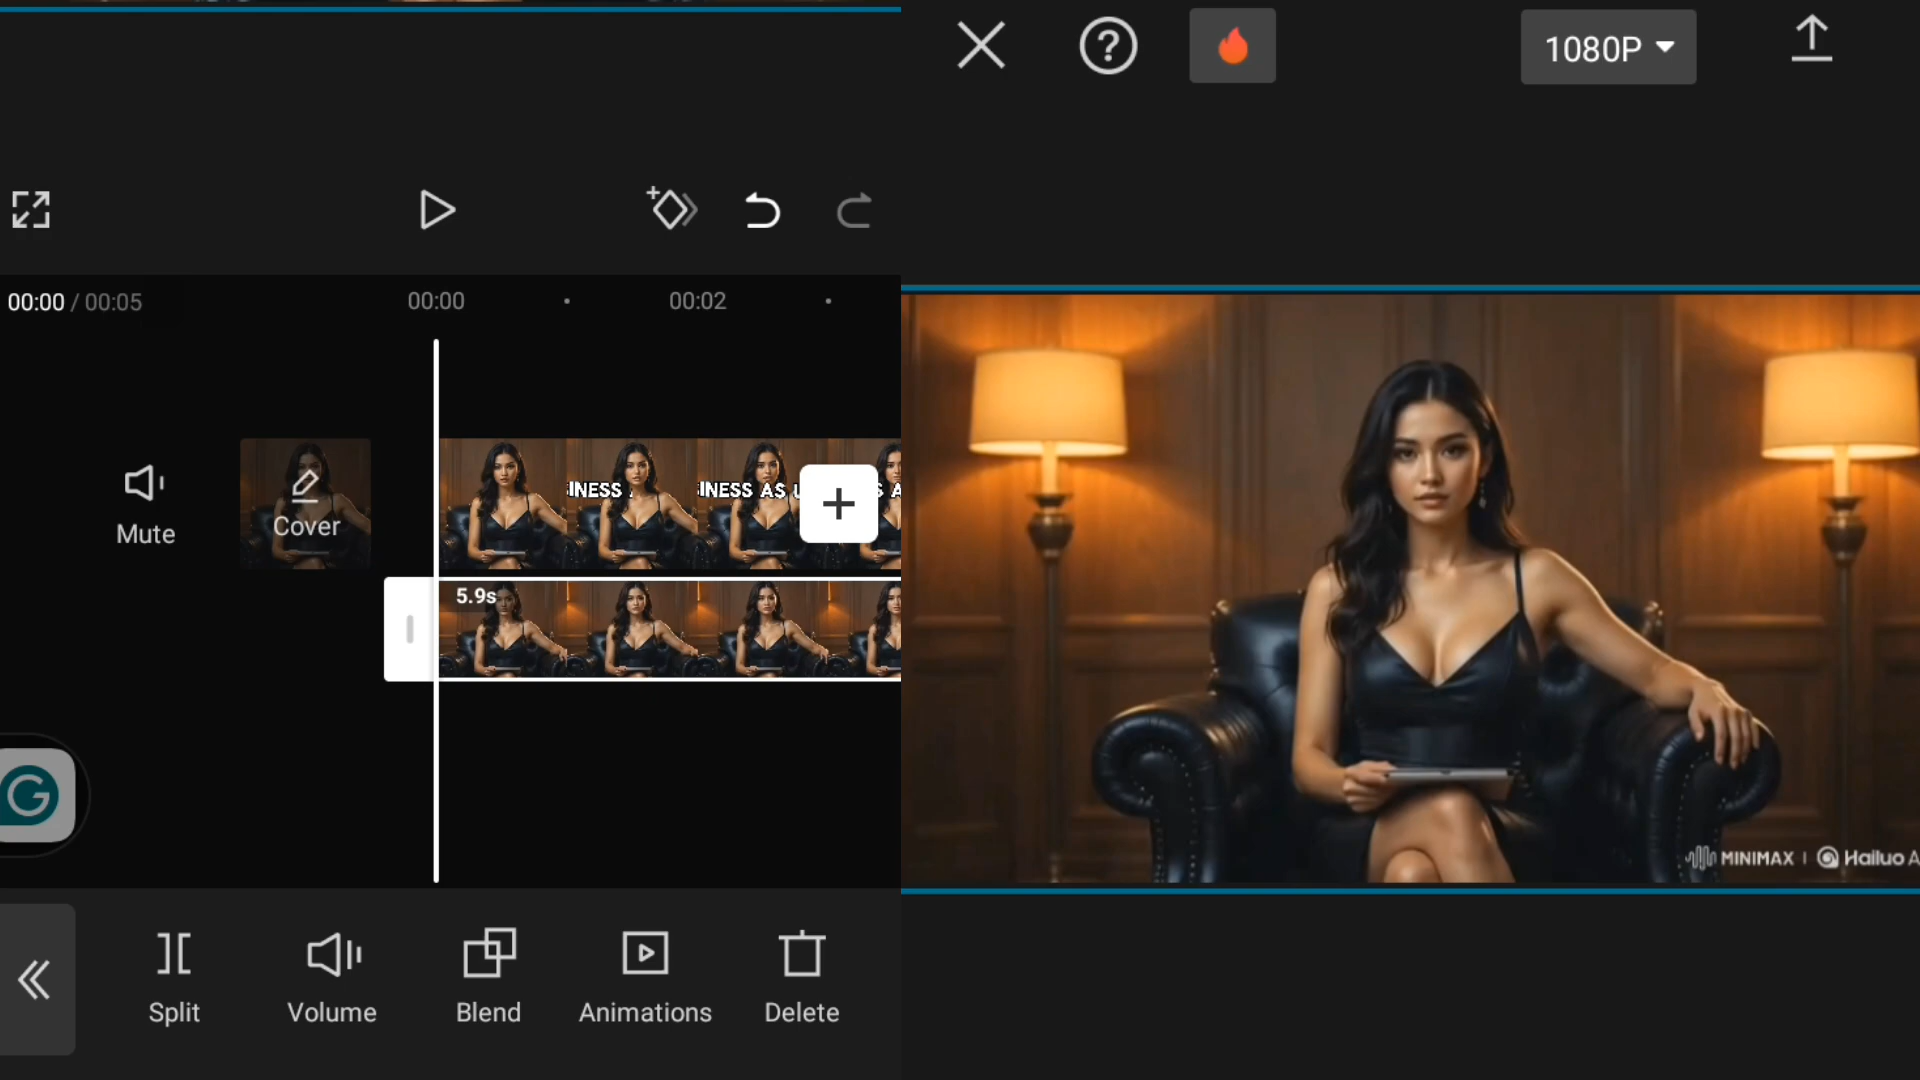 1080P
00:00 / 00:05
00:00
00:02
Mute
Cover
INESS
INESS AS U
S A
5.9s
MINIMAX | Hailuo A
Split
Volume
Blend
Animations
Delete